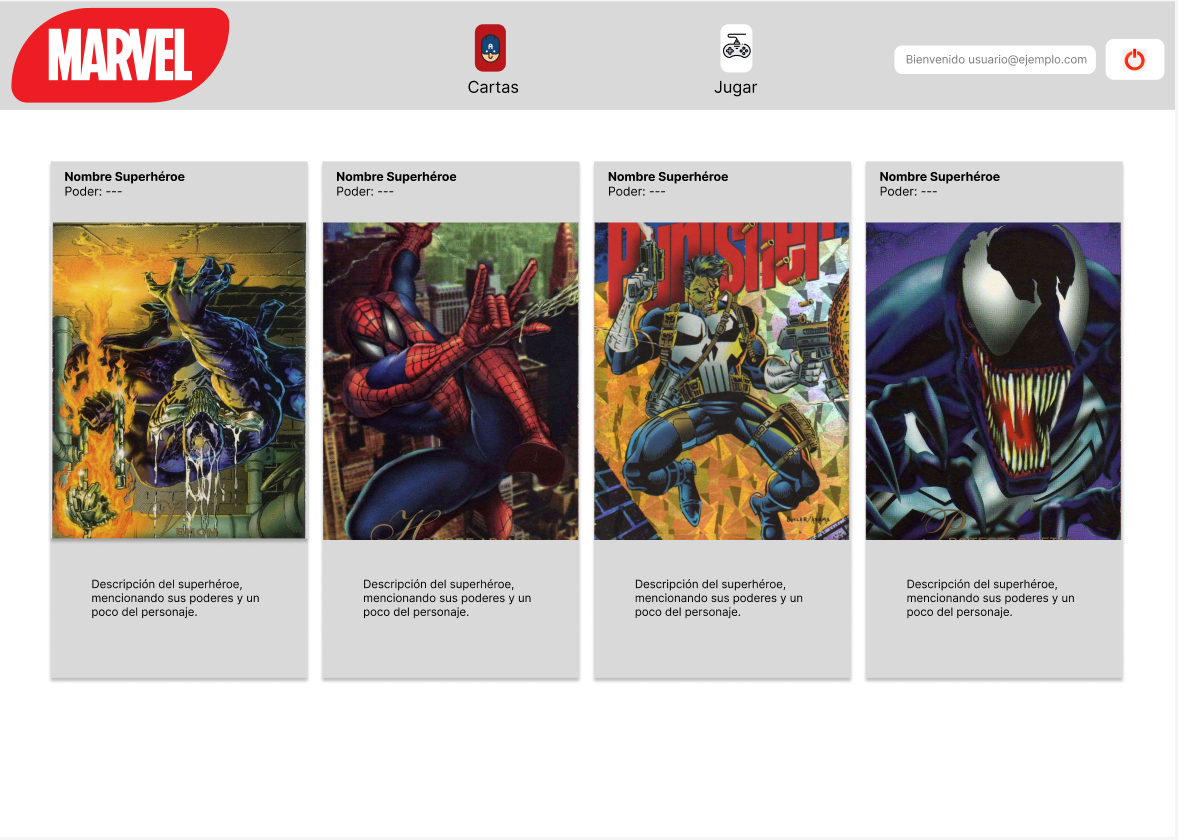 MARVEL
Cartas
Jugar
Bienvenido usuario@ejemplo.com
Nombre Superhéroe
Poder: ---
Descripción del superhéroe,
mencionando sus poderes y un
poco del personaje.
Nombre Superhéroe
Poder: ---
Descripción del superhéroe,
mencionando sus poderes y un
poco del personaje.
Nombre Superhéroe
Poder: ---
Punisher
Descripción del superhéroe,
mencionando sus poderes y un
poco del personaje.
Nombre Superhéroe
Poder: ---
Descripción del superhéroe,
mencionando sus poderes y un
poco del personaje.